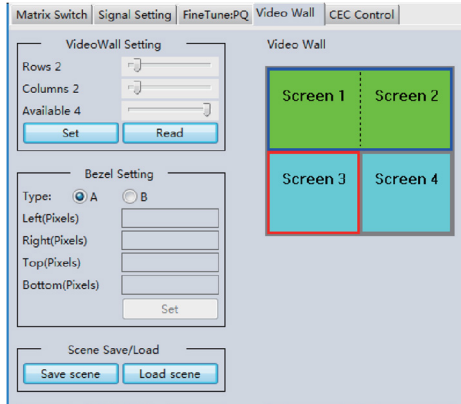 Matrix Switch Signal Setting FineTune:PQ Video Wall CEC Control
VideoWall Setting
Rows 2
Columns 2
Available 4
Set Read
Bezel Setting
Type: A B
Left(Pixels)
Right(Pixels)
Top(Pixels)
Bottom(Pixels)
Set
Scene Save/Load
Save scene Load scene
Video Wall
Screen 1 Screen 2
Screen 3 Screen 4